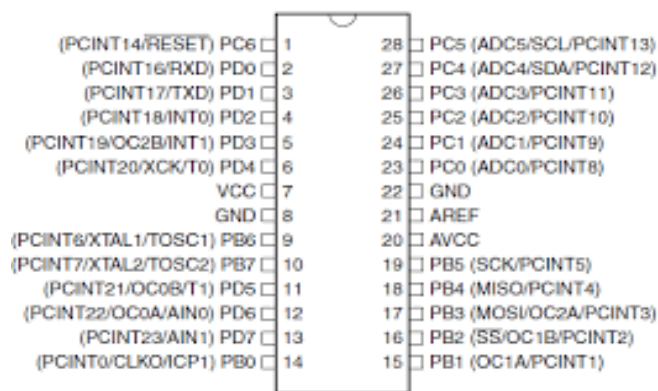 (PCINT14/RESET) PC6 1 28 PC5 (ADC5/SCL/PCINT13)
(PCINT16/RXD) PD0 2 27 PC4 (ADC4/SDA/PCINT12)
(PCINT17/TXD) PD1 3 26 PC3 (ADC3/PCINT11)
(PCINT18/INT0) PD2 4 25 PC2 (ADC2/PCINT10)
(PCINT19/OC2B/INT1) PD3 5 24 PC1 (ADC1/PCINT9)
(PCINT20/XCK/T0) PD4 6 23 PC0 (ADC0/PCINT8)
VCC 7 22 GND
GND 8 21 AREF
(PCINT6/XTAL1/TOSC1) PB6 9 20 AVCC
(PCINT7/XTAL2/TOSC2) PB7 10 19 PB5 (SCK/PCINT5)
(PCINT21/OC0B/T1) PD5 11 18 PB4 (MISO/PCINT4)
(PCINT22/OC0A/AIN0) PD6 12 17 PB3 (MOSI/OC2A/PCINT3)
(PCINT23/AIN1) PD7 13 16 PB2 (SS/OC1B/PCINT2)
(PCINT0/CLKO/ICP1) PB0 14 15 PB1 (OC1A/PCINT1)